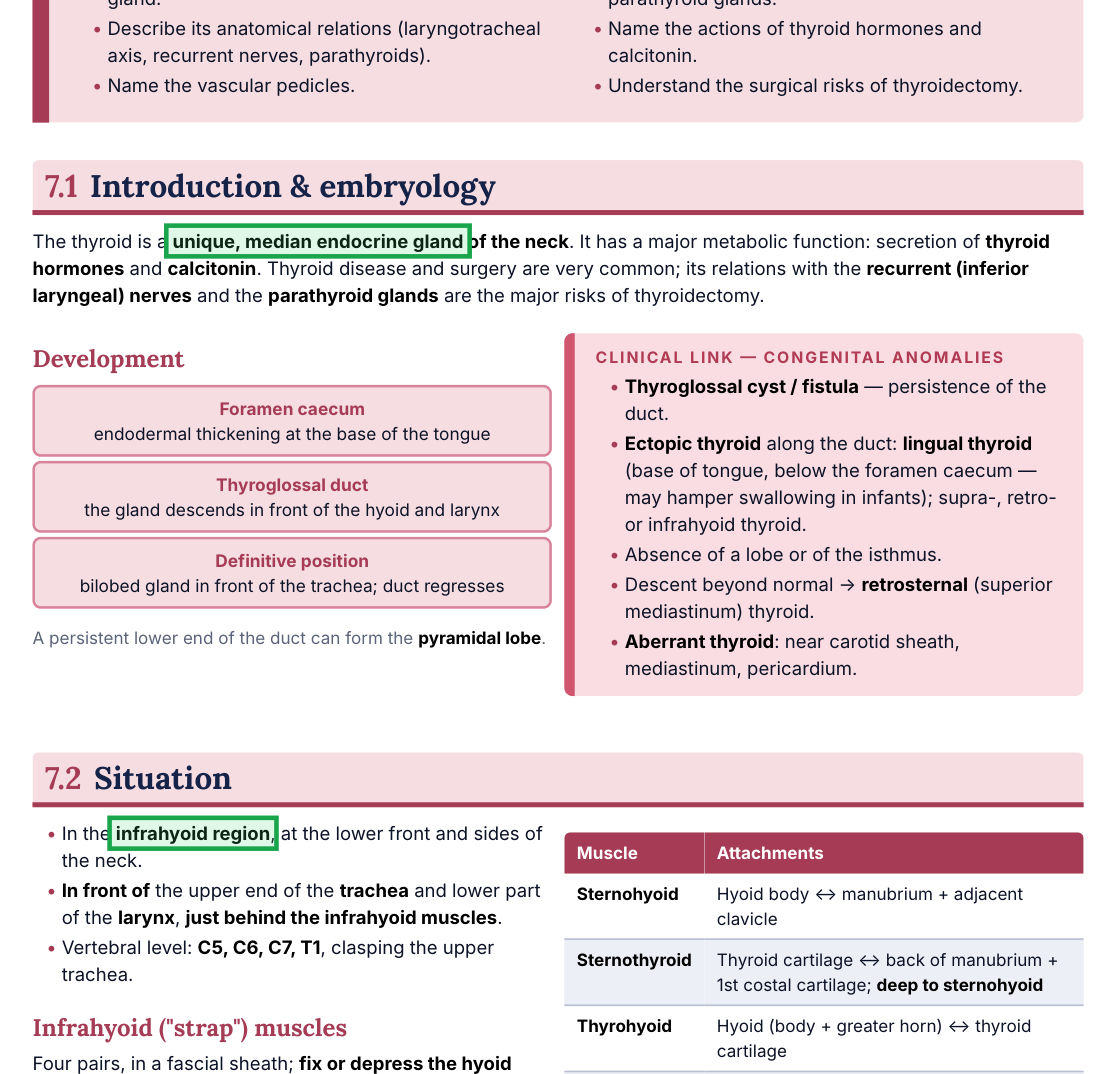 gland.
• Describe its anatomical relations (laryngotracheal
axis, recurrent nerves, parathyroids).
• Name the vascular pedicles.
parathyroid glands.
• Name the actions of thyroid hormones and
calcitonin.
• Understand the surgical risks of thyroidectomy.
7.1 Introduction & embryology
The thyroid is a unique, median endocrine gland of the neck. It has a major metabolic function: secretion of thyroid
hormones and calcitonin. Thyroid disease and surgery are very common; its relations with the recurrent (inferior
laryngeal) nerves and the parathyroid glands are the major risks of thyroidectomy.
Development
Foramen caecum
endodermal thickening at the base of the tongue
Thyroglossal duct
the gland descends in front of the hyoid and larynx
Definitive position
bilobed gland in front of the trachea; duct regresses
A persistent lower end of the duct can form the pyramidal lobe.
CLINICAL LINK — CONGENITAL ANOMALIES
• Thyroglossal cyst / fistula — persistence of the
duct.
• Ectopic thyroid along the duct: lingual thyroid
(base of tongue, below the foramen caecum —
may hamper swallowing in infants); supra-, retro-
or infrahyoid thyroid.
• Absence of a lobe or of the isthmus.
• Descent beyond normal → retrosternal (superior
mediastinum) thyroid.
• Aberrant thyroid: near carotid sheath,
mediastinum, pericardium.
7.2 Situation
• In the infrahyoid region, at the lower front and sides of
the neck.
• In front of the upper end of the trachea and lower part
of the larynx, just behind the infrahyoid muscles.
• Vertebral level: C5, C6, C7, T1, clasping the upper
trachea.
Infrahyoid ("strap") muscles
Four pairs, in a fascial sheath; fix or depress the hyoid
Muscle Attachments
Sternohyoid Hyoid body ↔ manubrium + adjacent
clavicle
Sternothyroid Thyroid cartilage ↔ back of manubrium +
1st costal cartilage; deep to sternohyoid
Thyrohyoid Hyoid (body + greater horn) ↔ thyroid
cartilage